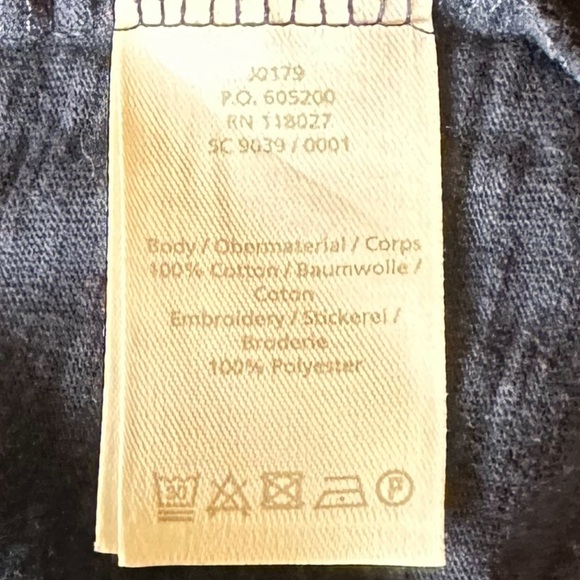 J0179
P.O. 605200
RN 118027
SC 9039 / 0001
Body / Obermaterial / Corps
100% Cotton / Baumwolle /
Coton
Embroidery / Stickerei /
Broderie
100% Polyester
30
P